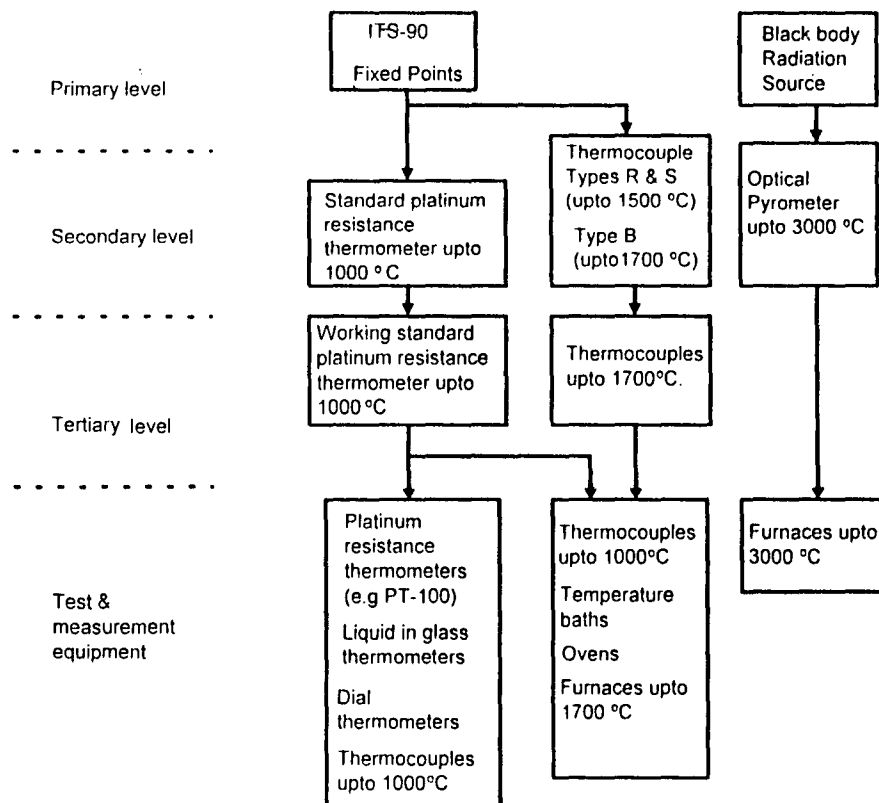 ITS-90
Fixed Points
Black body
Radiation
Source
Primary level
Thermocouple
Types R & S
(upto 1500 °C)
Type B
(upto1700 °C)
Standard platinum
resistance
thermometer upto
1000 °C
Optical
Pyrometer
upto 3000 °C
Secondary level
Working standard
platinum resistance
thermometer upto
1000 °C
Thermocouples
upto 1700°C.
Tertiary level
Platinum
resistance
thermometers
(e.g PT-100)
Liquid in glass
thermometers
Dial
thermometers
Thermocouples
upto 1000°C
Thermocouples
upto 1000°C
Temperature
baths
Ovens
Furnaces upto
1700 °C
Furnaces upto
3000 °C
Test &
measurement
equipment